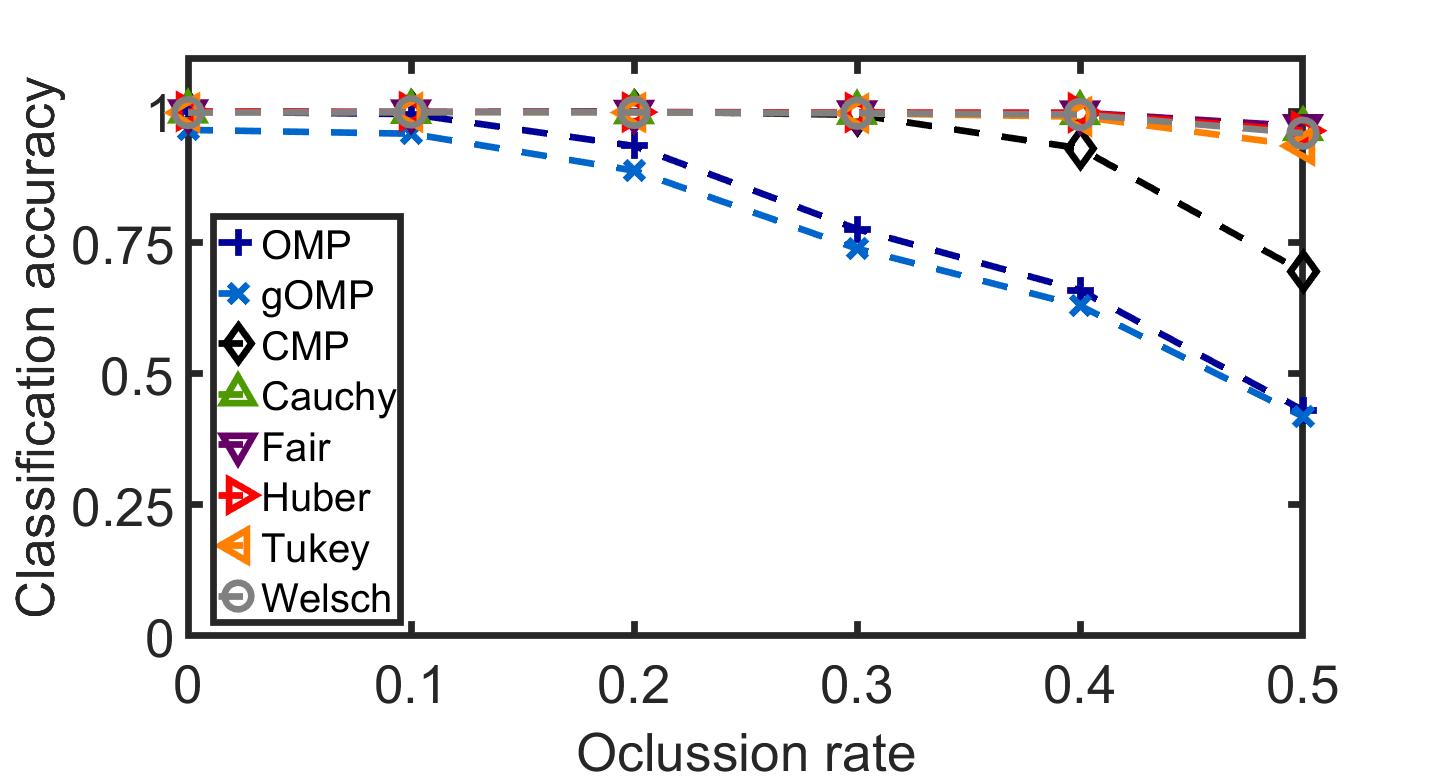 Classification accuracy
1
0.75
0.5
0.25
0
OMP
gOMP
CMP
Cauchy
Fair
Huber
Tukey
Welsch
0 0.1 0.2 0.3 0.4 0.5
Oclussion rate